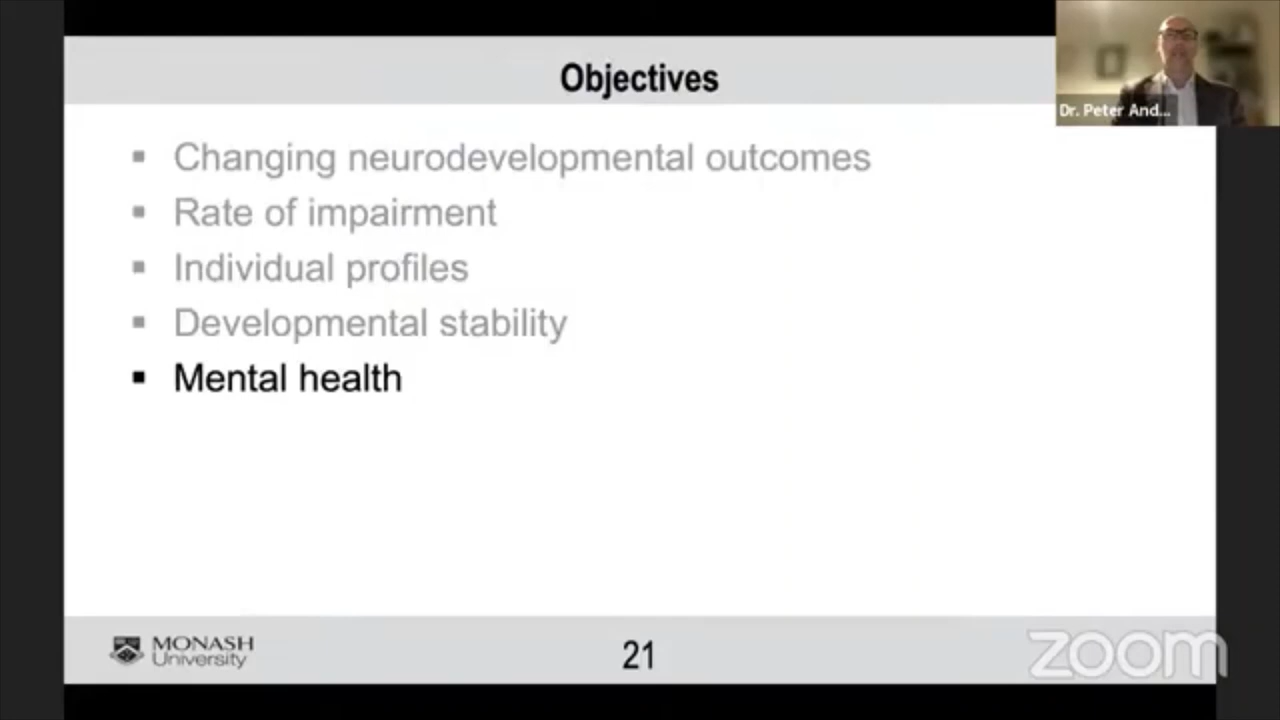 Objectives
Dr. Peter And...
▪ Changing neurodevelopmental outcomes
▪ Rate of impairment
▪ Individual profiles
▪ Developmental stability
▪ Mental health
MONASH
University
21
zoom